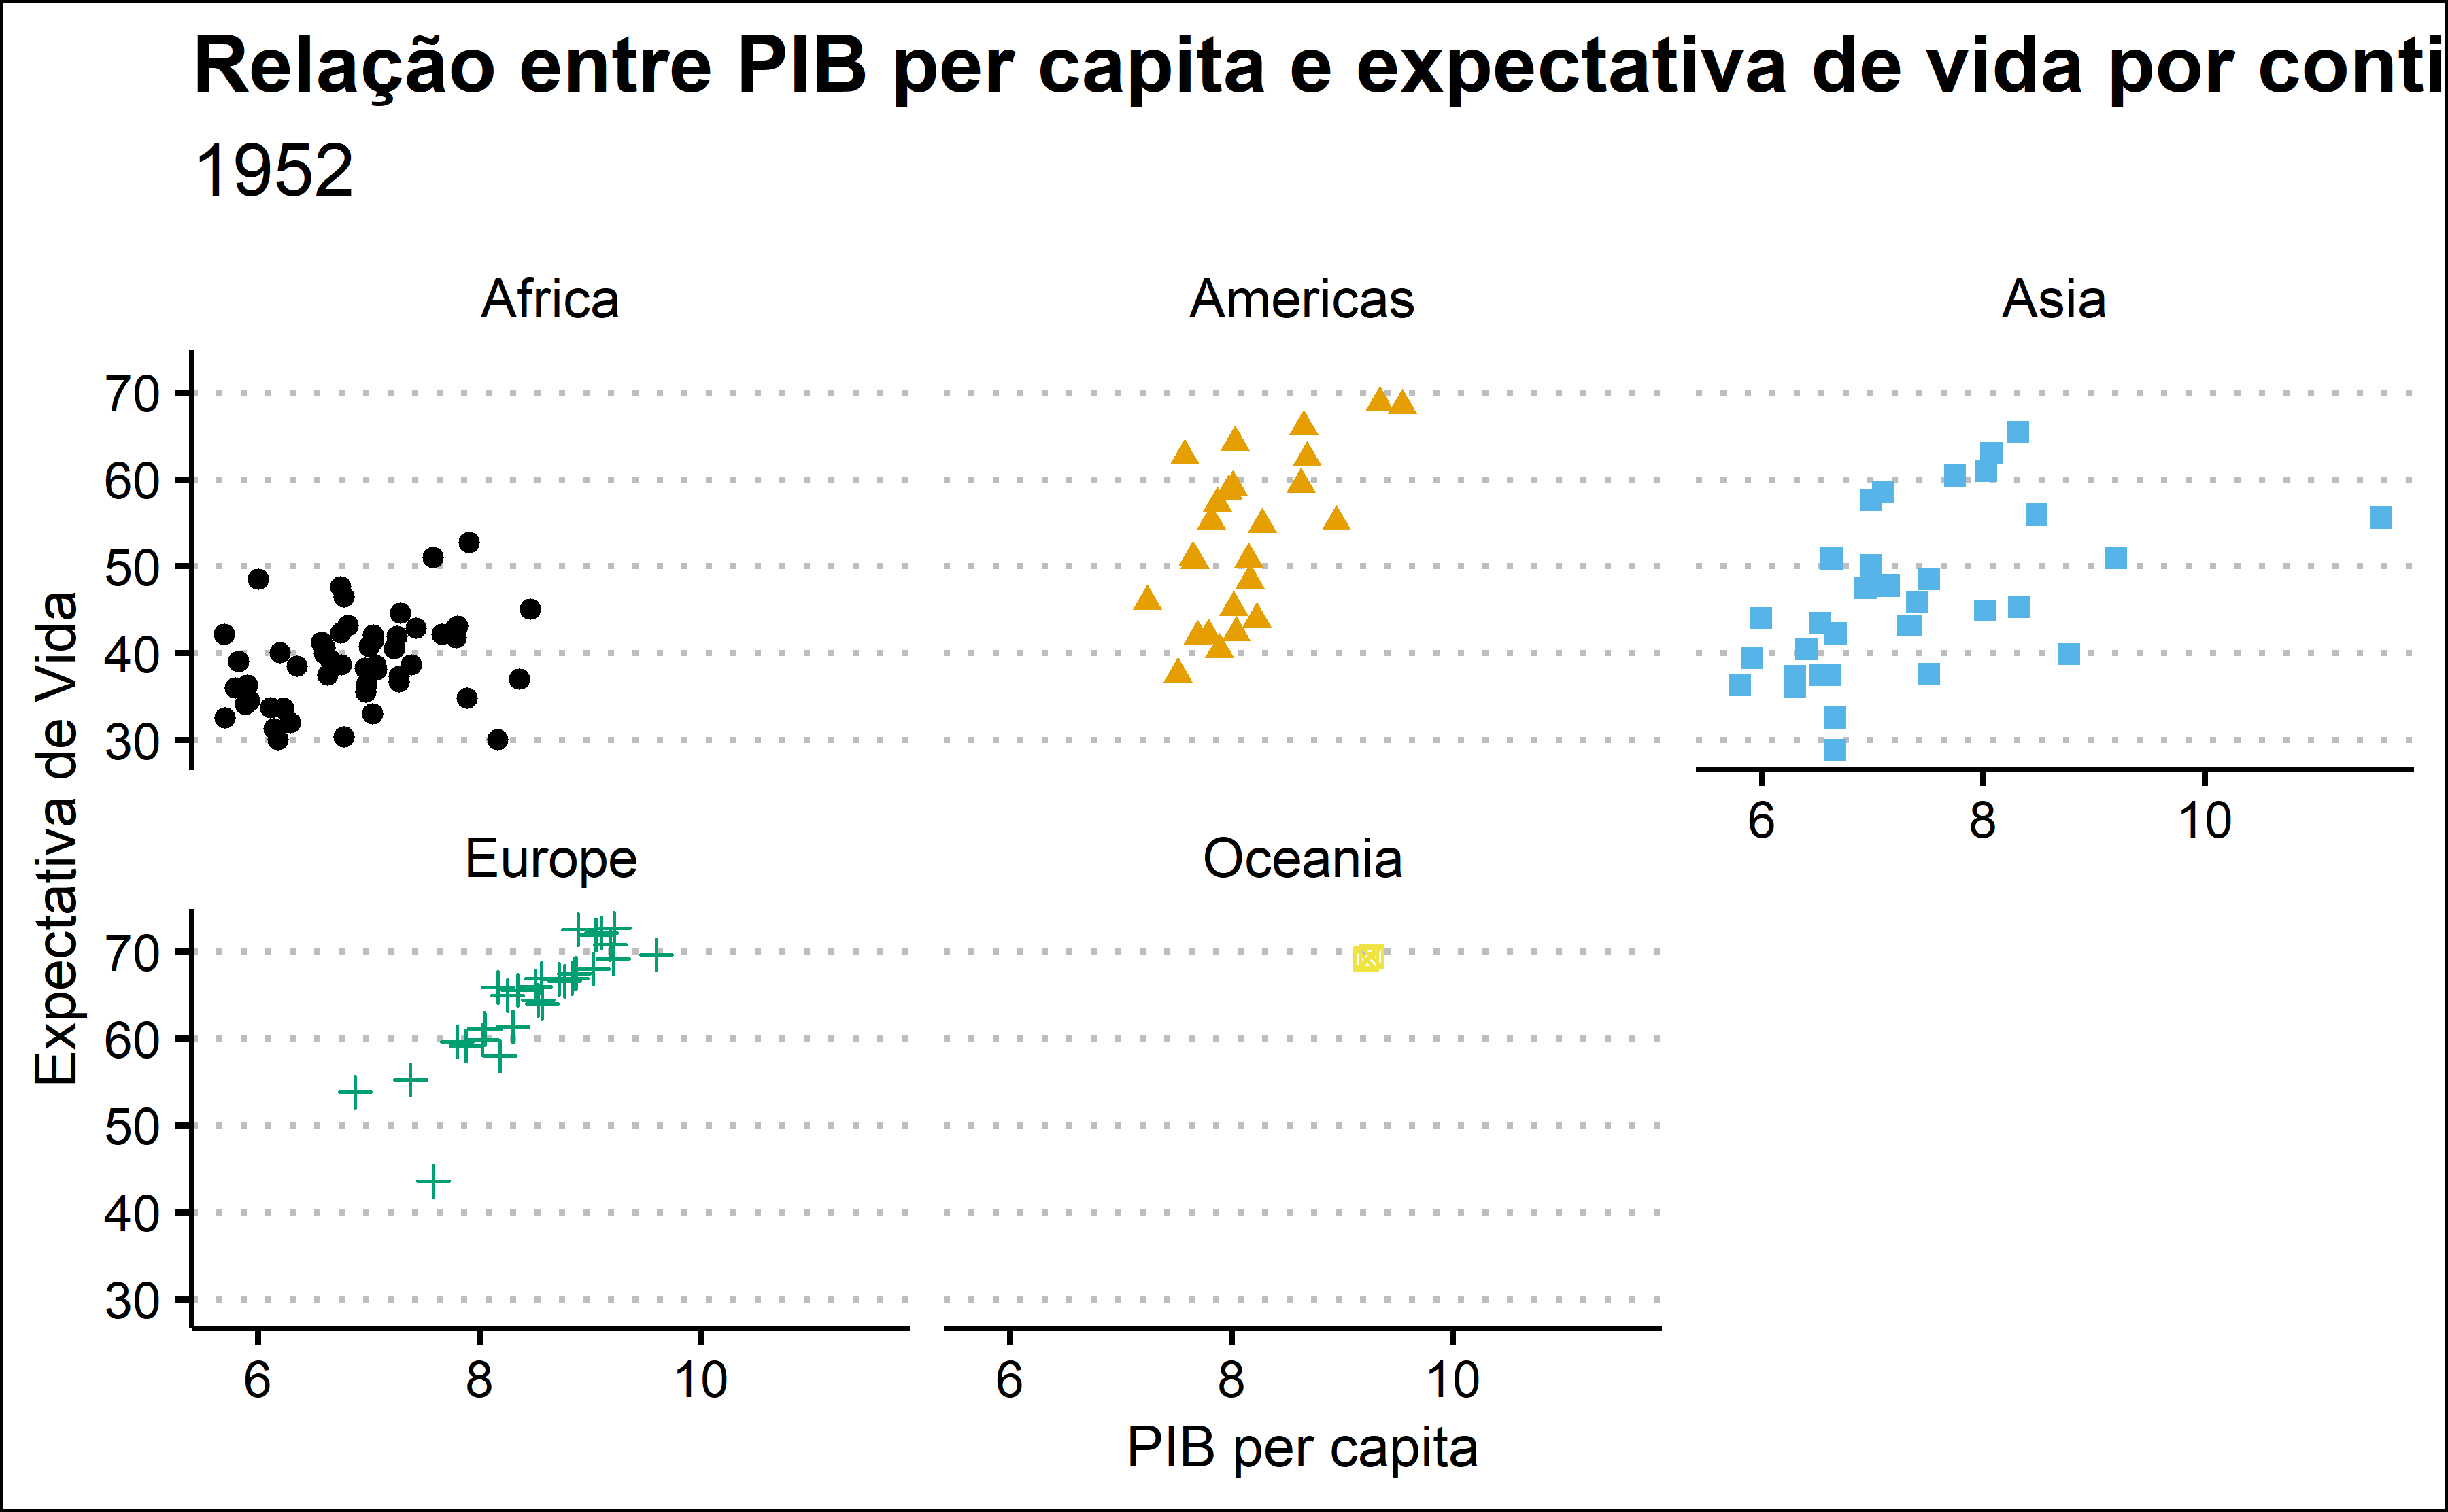 Relação entre PIB per capita e expectativa de vida por conti
1952
Africa
Americas
Asia
70
60
50
40
30
6 8 10
Expectativa de Vida
Europe
Oceania
70
60
50
40
30
6 8 10
6 8 10
PIB per capita